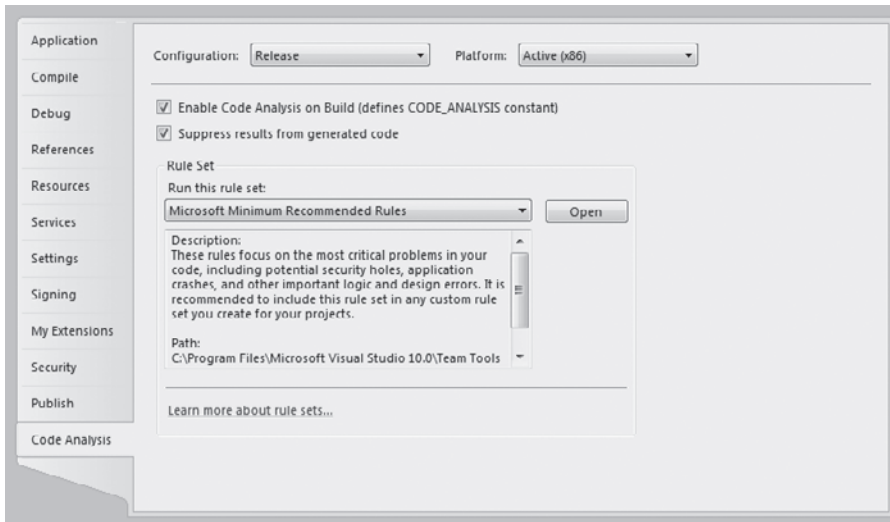 Application
Compile
Debug
References
Resources
Services
Settings
Signing
My Extensions
Security
Publish
Code Analysis
Configuration: Release Platform: Active (x86)
Enable Code Analysis on Build (defines CODE_ANALYSIS constant)
Suppress results from generated code
Rule Set
Run this rule set:
Microsoft Minimum Recommended Rules Open
Description:
These rules focus on the most critical problems in your
code, including potential security holes, application
crashes, and other important logic and design errors. It is
recommended to include this rule set in any custom rule
set you create for your projects.
Path:
C:\Program Files\Microsoft Visual Studio 10.0\Team Tools
Learn more about rule sets...